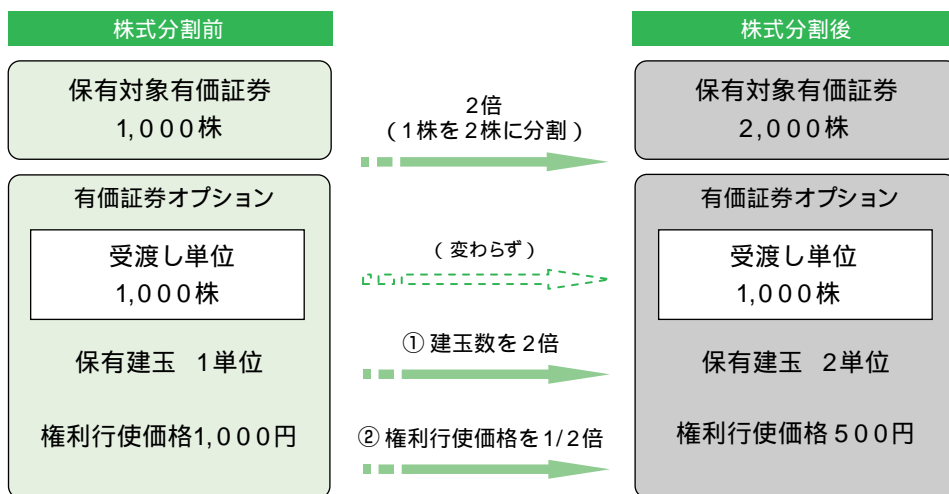 株式分割前
株式分割後
保有対象有価証券
1,000株
2倍
(1株を2株に分割)
保有対象有価証券
2,000株
有価証券オプション
有価証券オプション
受渡し単位
1,000株
(変わらず)
受渡し単位
1,000株
保有建玉 1単位
① 建玉数を2倍
保有建玉 2単位
権利行使価格1,000円
② 権利行使価格を1/2倍
権利行使価格500円